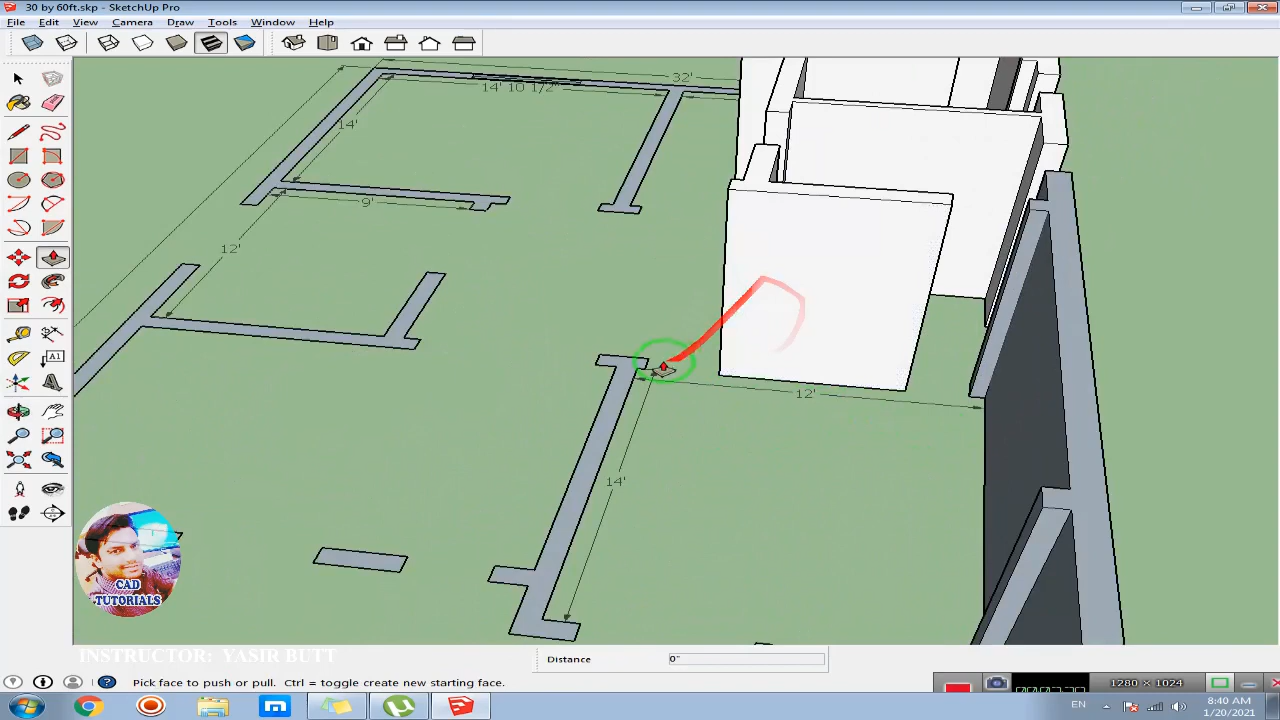 30 by 60ft.skp - SketchUp Pro
File Edit View Camera Draw Tools Window Help
32'
14' 10 1/2"
14'
9'
12'
A1
12'
14'
CAD
TUTORIALS
INSTRUCTOR: YASIR BUTT
Distance 0"
Pick face to push or pull. Ctrl = toggle create new starting face.
1280 × 1024
EN 8:40 AM
1/20/2021